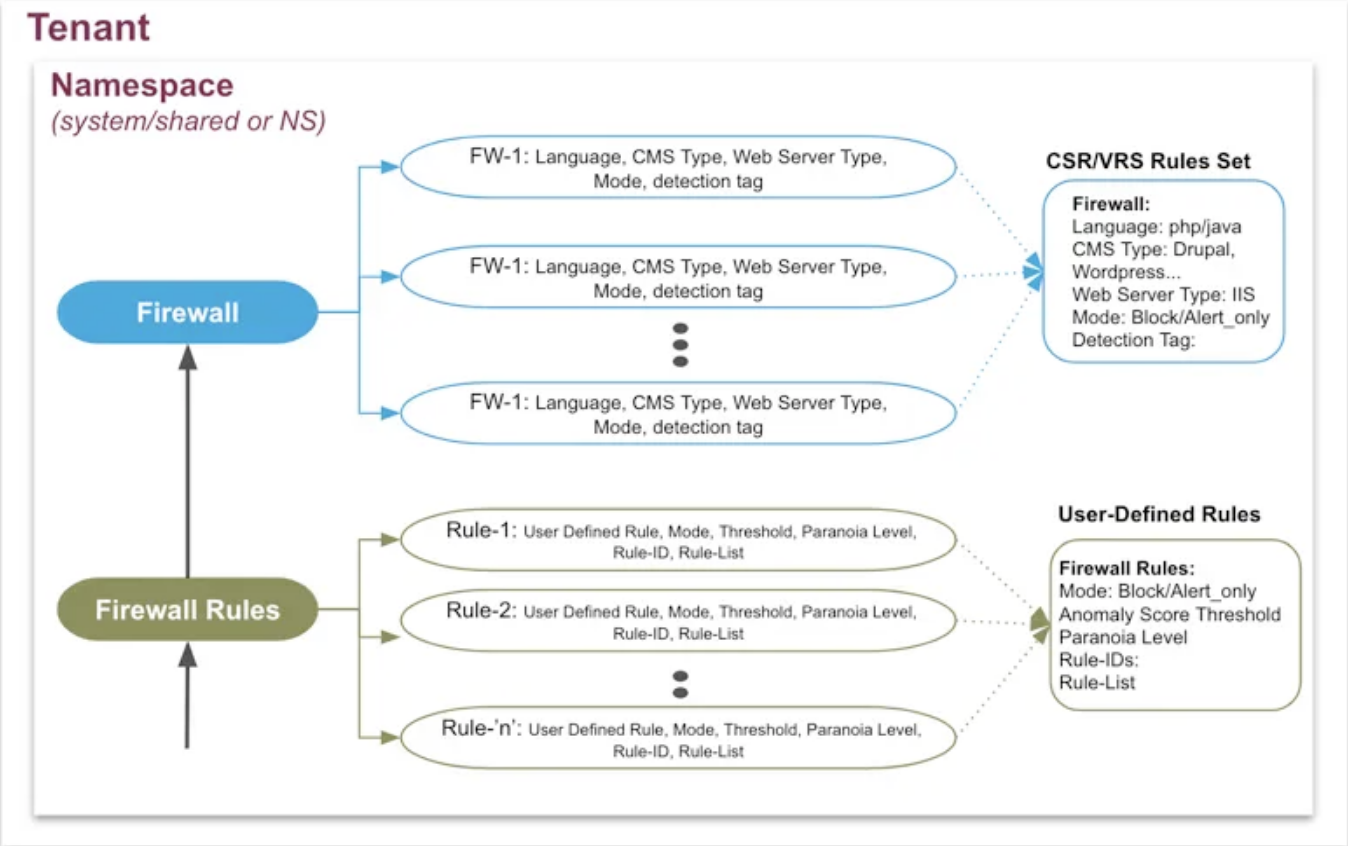 Tenant
Namespace
(system/shared or NS)
FW-1: Language, CMS Type, Web Server Type,
Mode, detection tag
CSR/VRS Rules Set
Firewall:
Language: php/java
CMS Type: Drupal,
Wordpress...
Web Server Type: IIS
Mode: Block/Alert_only
Detection Tag:
FW-1: Language, CMS Type, Web Server Type,
Mode, detection tag
Firewall
FW-1: Language, CMS Type, Web Server Type,
Mode, detection tag
Rule-1: User Defined Rule, Mode, Threshold, Paranoia Level,
Rule-ID, Rule-List
User-Defined Rules
Firewall Rules:
Mode: Block/Alert_only
Anomaly Score Threshold
Paranoia Level
Rule-IDs:
Rule-List
Firewall Rules
Rule-2: User Defined Rule, Mode, Threshold, Paranoia Level,
Rule-ID, Rule-List
Rule-'n': User Defined Rule, Mode, Threshold, Paranoia Level,
Rule-ID, Rule-List